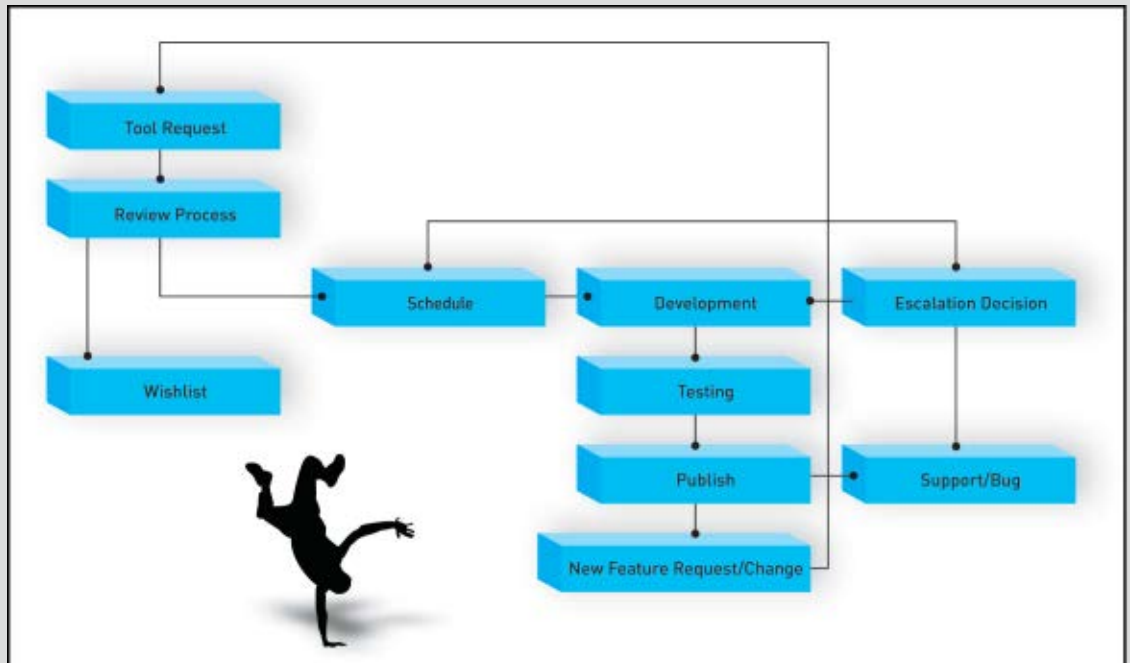 Tool Request
Review Process
Schedule
Development
Escalation Decision
Wishlist
Testing
Publish
Support/Bug
New Feature Request/Change